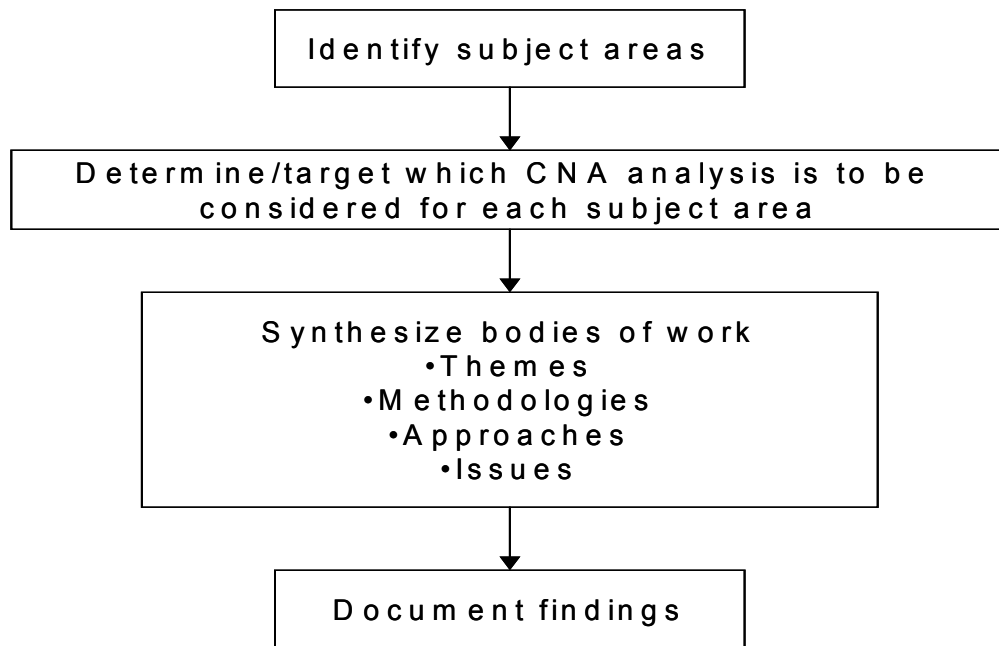 Identify subject areas
Determine/target which CNA analysis is to be
considered for each subject area
Synthesize bodies of work
•Themes
•Methodologies
•Approaches
•Issues
Document findings